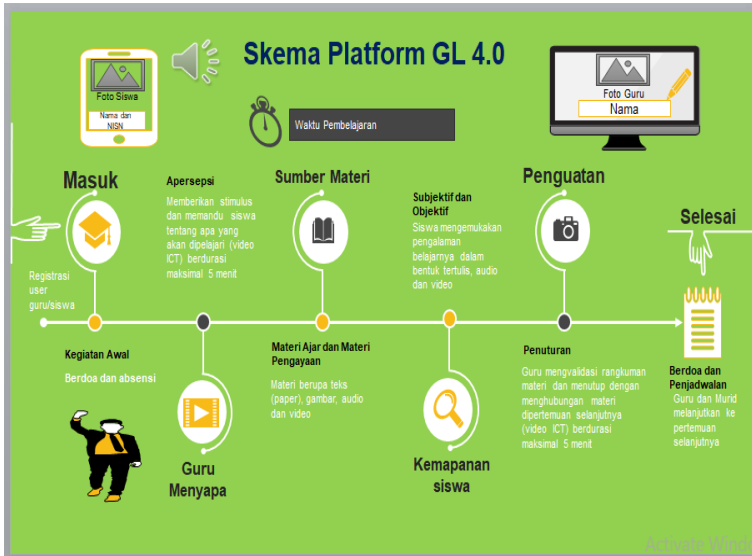 Skema Platform GL 4.0
Foto Siswa
Nama dan
NISN
Waktu Pembelajaran
Foto Guru
Nama
Masuk
Registrasi
user
guru/siswa
Kegiatan Awal
Berdoa dan absensi
Apersepsi
Memberikan stimulus
dan memandu siswa
tentang apa yang
akan dipelajari (video
ICT) berdurasi
maksimal 5 menit
Guru
Menyapa
Sumber Materi
Materi Ajar dan Materi
Pengayaan
Materi berupa teks
(paper), gambar, audio
dan video
Subjektif dan
Objektif
Siswa mengemukakan
pengalaman
belajarnya dalam
bentuk tertulis, audio
dan video
Kemapanan
siswa
Penguatan
Penuturan
Guru mengvalidasi rangkuman
materi dan menutup dengan
menghubungan materi
dipertemuan selanjutnya
(video ICT) berdurasi
maksimal 5 menit
Selesai
Berdoa dan
Penjadwalan
Guru dan Murid
melanjutkan ke
pertemuan
selanjutnya
Activate Wind